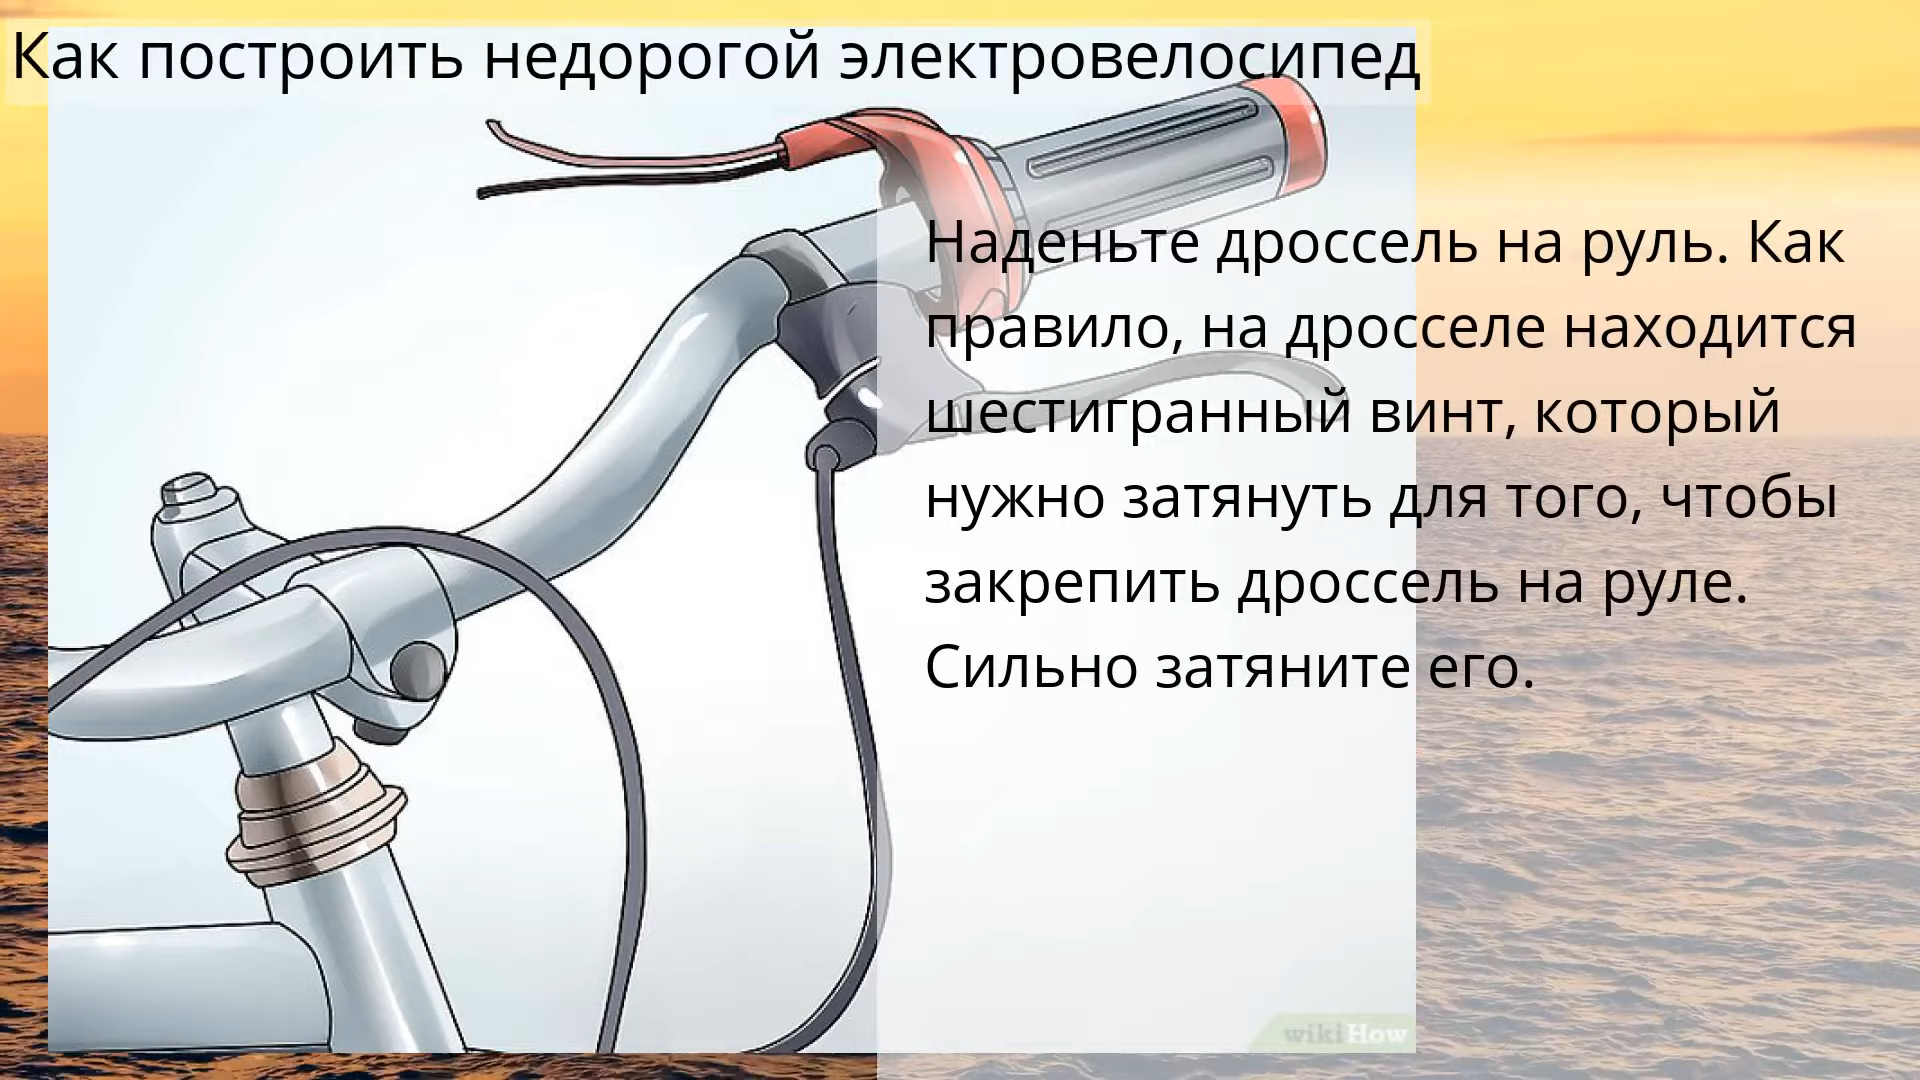 Как построить недорогой электровелосипед
Наденьте дроссель на руль. Как
правило, на дросселе находится
шестигранный винт, который
нужно затянуть для того, чтобы
закрепить дроссель на руле.
Сильно затяните его.
wikiHow